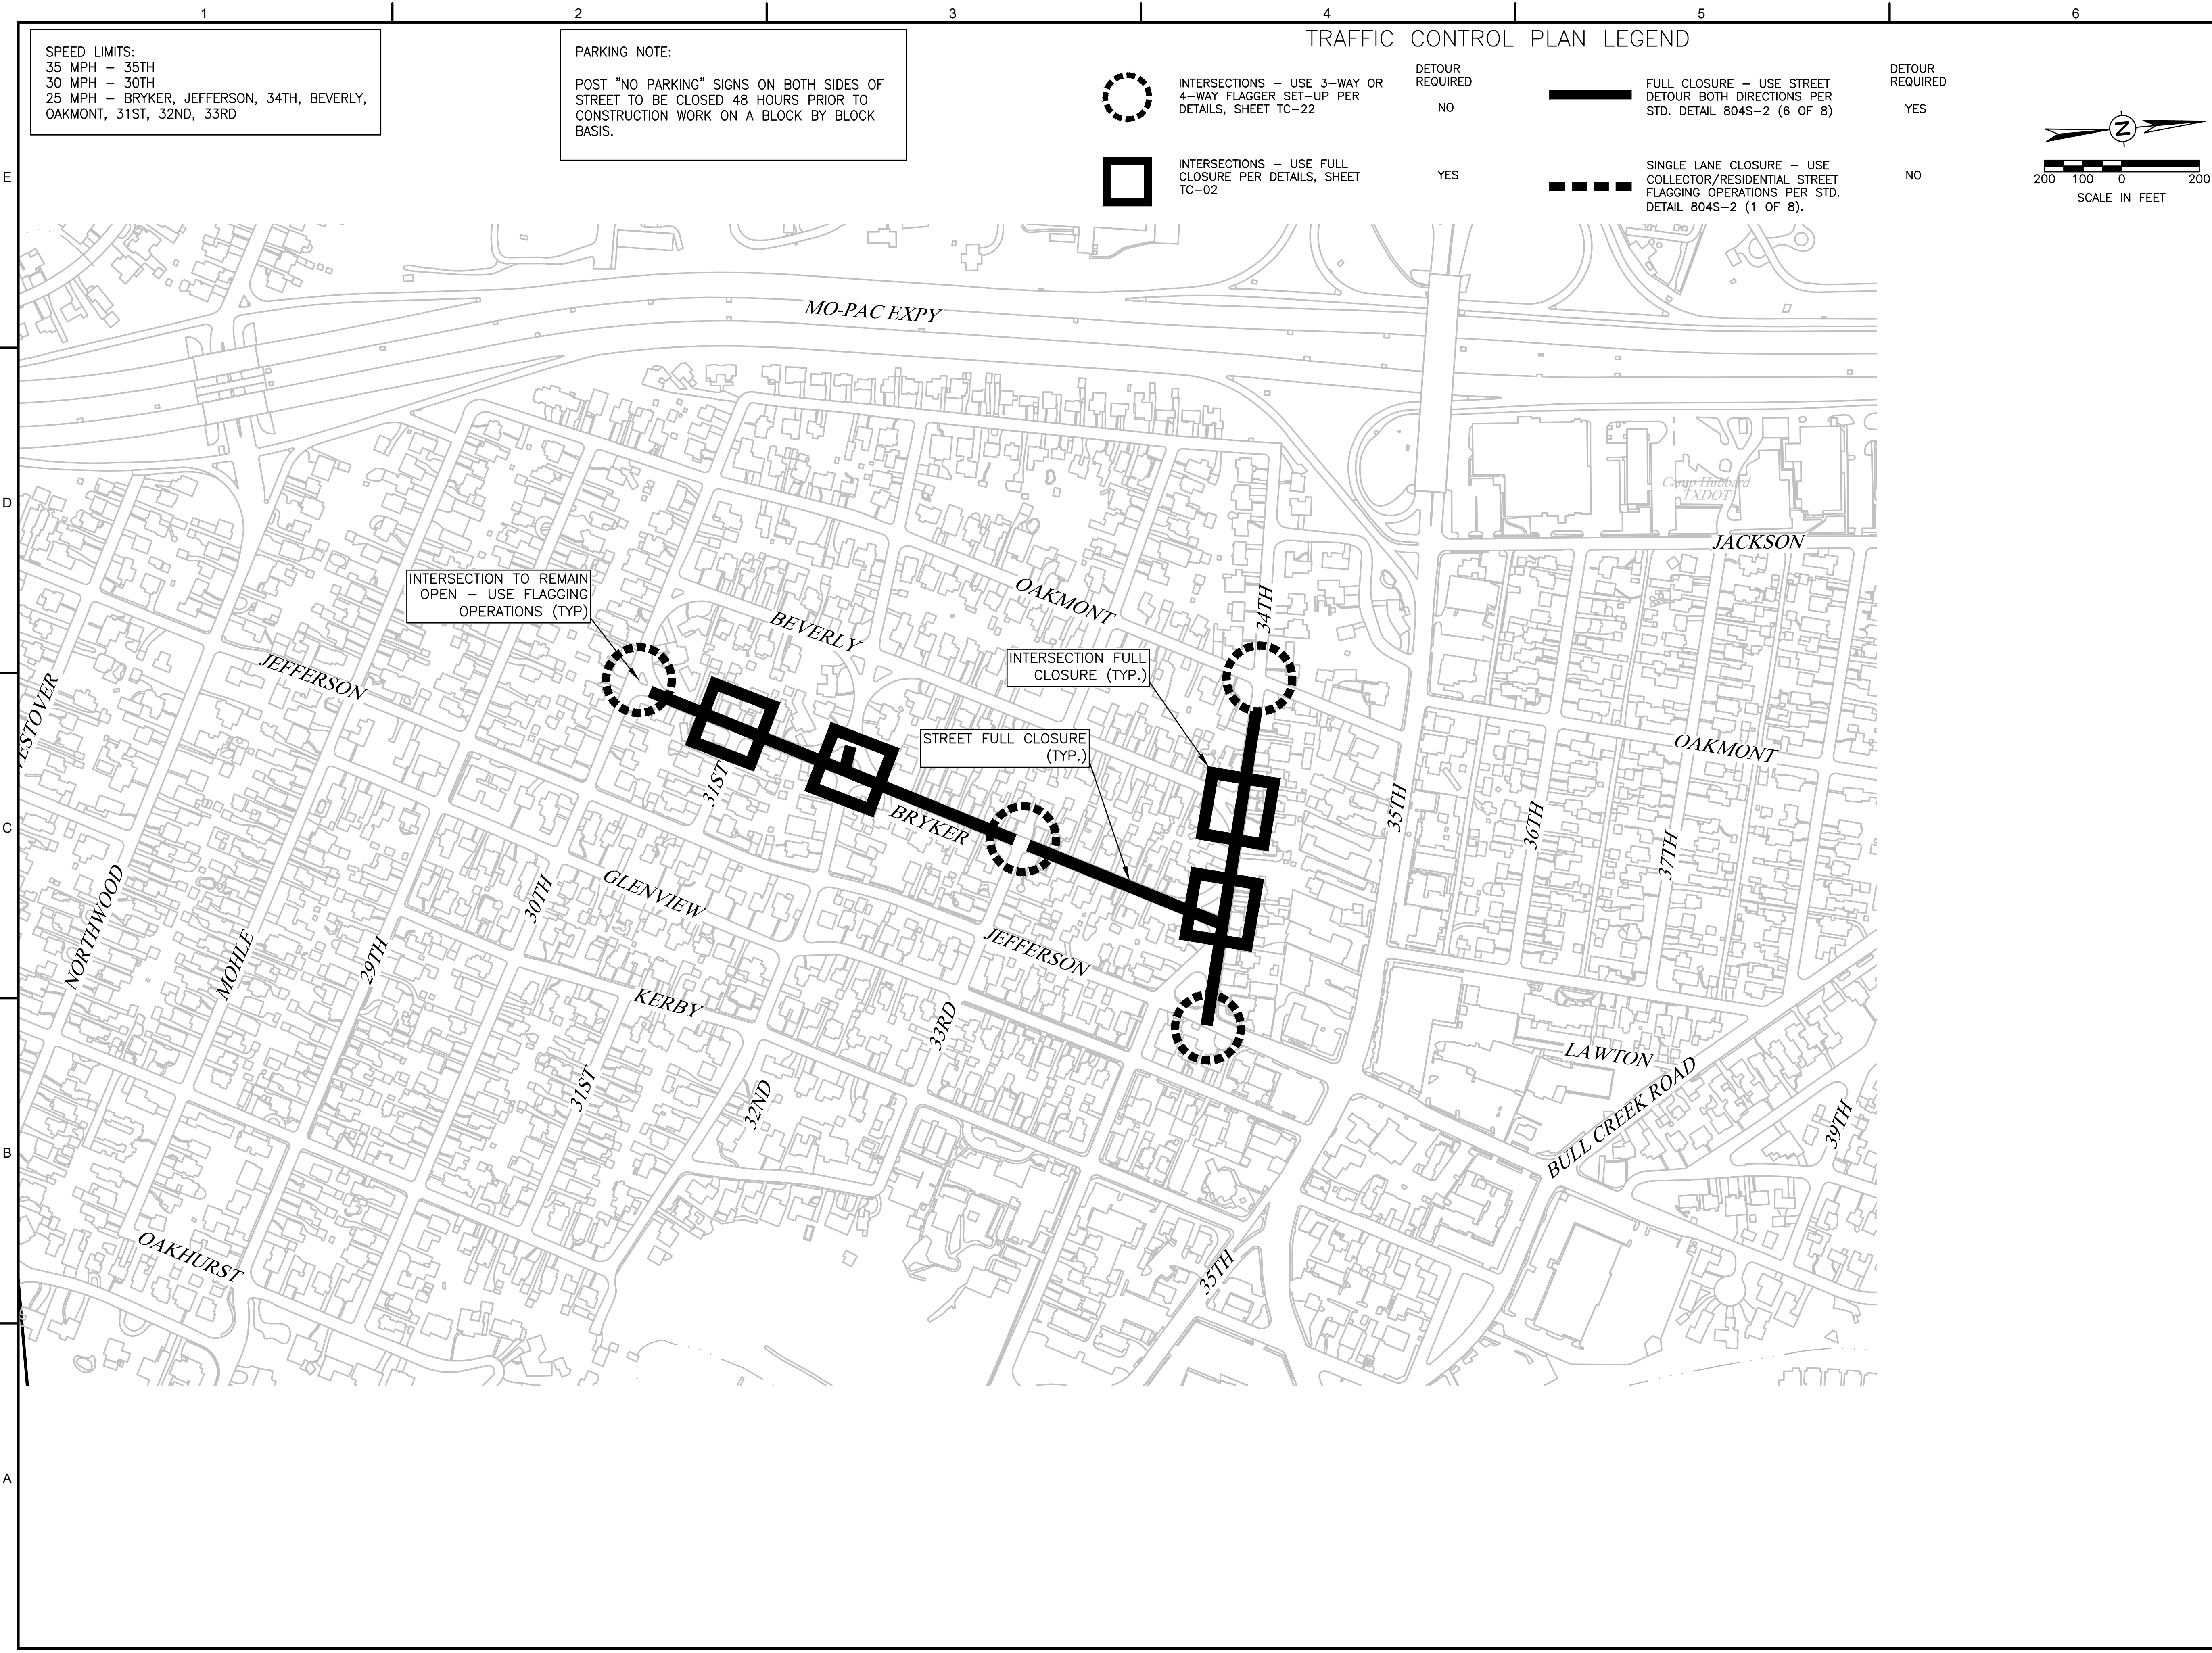 1 2 3 4 5 6
SPEED LIMITS:
35 MPH – 35TH
30 MPH – 30TH
25 MPH – BRYKER, JEFFERSON, 34TH, BEVERLY,
OAKMONT, 31ST, 32ND, 33RD
PARKING NOTE:
POST "NO PARKING" SIGNS ON BOTH SIDES OF
STREET TO BE CLOSED 48 HOURS PRIOR TO
CONSTRUCTION WORK ON A BLOCK BY BLOCK
BASIS.
TRAFFIC CONTROL PLAN LEGEND
DETOUR
REQUIRED
INTERSECTIONS – USE 3–WAY OR
4–WAY FLAGGER SET–UP PER
DETAILS, SHEET TC–22
NO
INTERSECTIONS – USE FULL
CLOSURE PER DETAILS, SHEET
TC–02
YES
DETOUR
REQUIRED
FULL CLOSURE – USE STREET
DETOUR BOTH DIRECTIONS PER
STD. DETAIL 804S–2 (6 OF 8)
YES
SINGLE LANE CLOSURE – USE
COLLECTOR/RESIDENTIAL STREET
FLAGGING OPERATIONS PER STD.
DETAIL 804S–2 (1 OF 8).
NO
N
200 100 0 200
SCALE IN FEET
E
D
C
B
A
MO-PAC EXPY
Camp Hubbard
TXDOT
JACKSON
INTERSECTION TO REMAIN
OPEN – USE FLAGGING
OPERATIONS (TYP)
BEVERLY
OAKMONT
34TH
INTERSECTION FULL
CLOSURE (TYP.)
JEFFERSON
ESTOVER
STREET FULL CLOSURE
(TYP.)
OAKMONT
31ST
BRYKER
35TH
36TH
37TH
NORTHWOOD
MOHLE
29TH
30TH
GLENVIEW
JEFFERSON
KERBY
33RD
LAWTON
31ST
32ND
BULL CREEK ROAD
39TH
OAKHURST
35TH